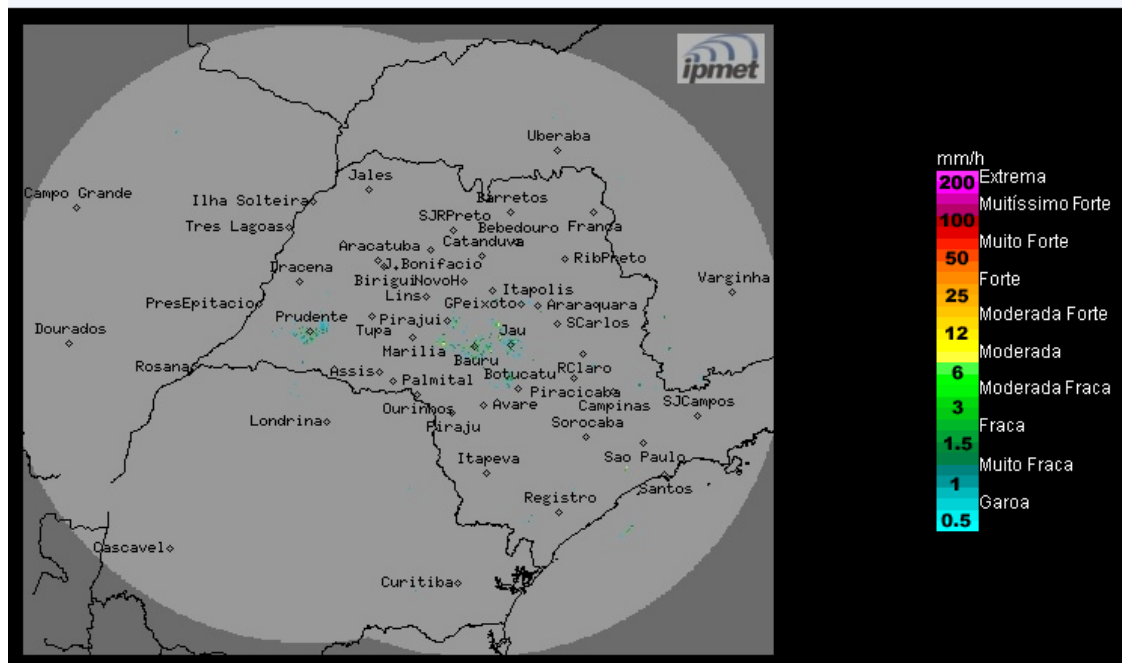 ipmet
Uberaba
Campo Grande
Jales
Ilha Solteira
Barretos
SJRPreto
Tres Lagoas
Bebedouro
Franca
Aracatuba
Catanduva
Dracena
J.Bonifacio
RibPreto
Varginha
Birigui
NovoH
Itapolis
PresEpitacio
Lins
GPeixoto
Araraquara
Dourados
Prudente
Pirajui
SCarlos
Tupa
Jau
Marilia
Bauru
Rosana
Assis
Botucatu
RClaro
Palmital
Piracicaba
Ourinhos
Avare
Campinas
SJCampos
Londrina
Piraju
Sorocaba
Itapeva
Sao Paulo
Registro
Santos
Cascavel
Curitiba
mm/h
200 Extrema
Muitíssimo Forte
100
Muito Forte
50
Forte
25
Moderada Forte
12
Moderada
6
Moderada Fraca
3
Fraca
1.5
Muito Fraca
1
Garoa
0.5